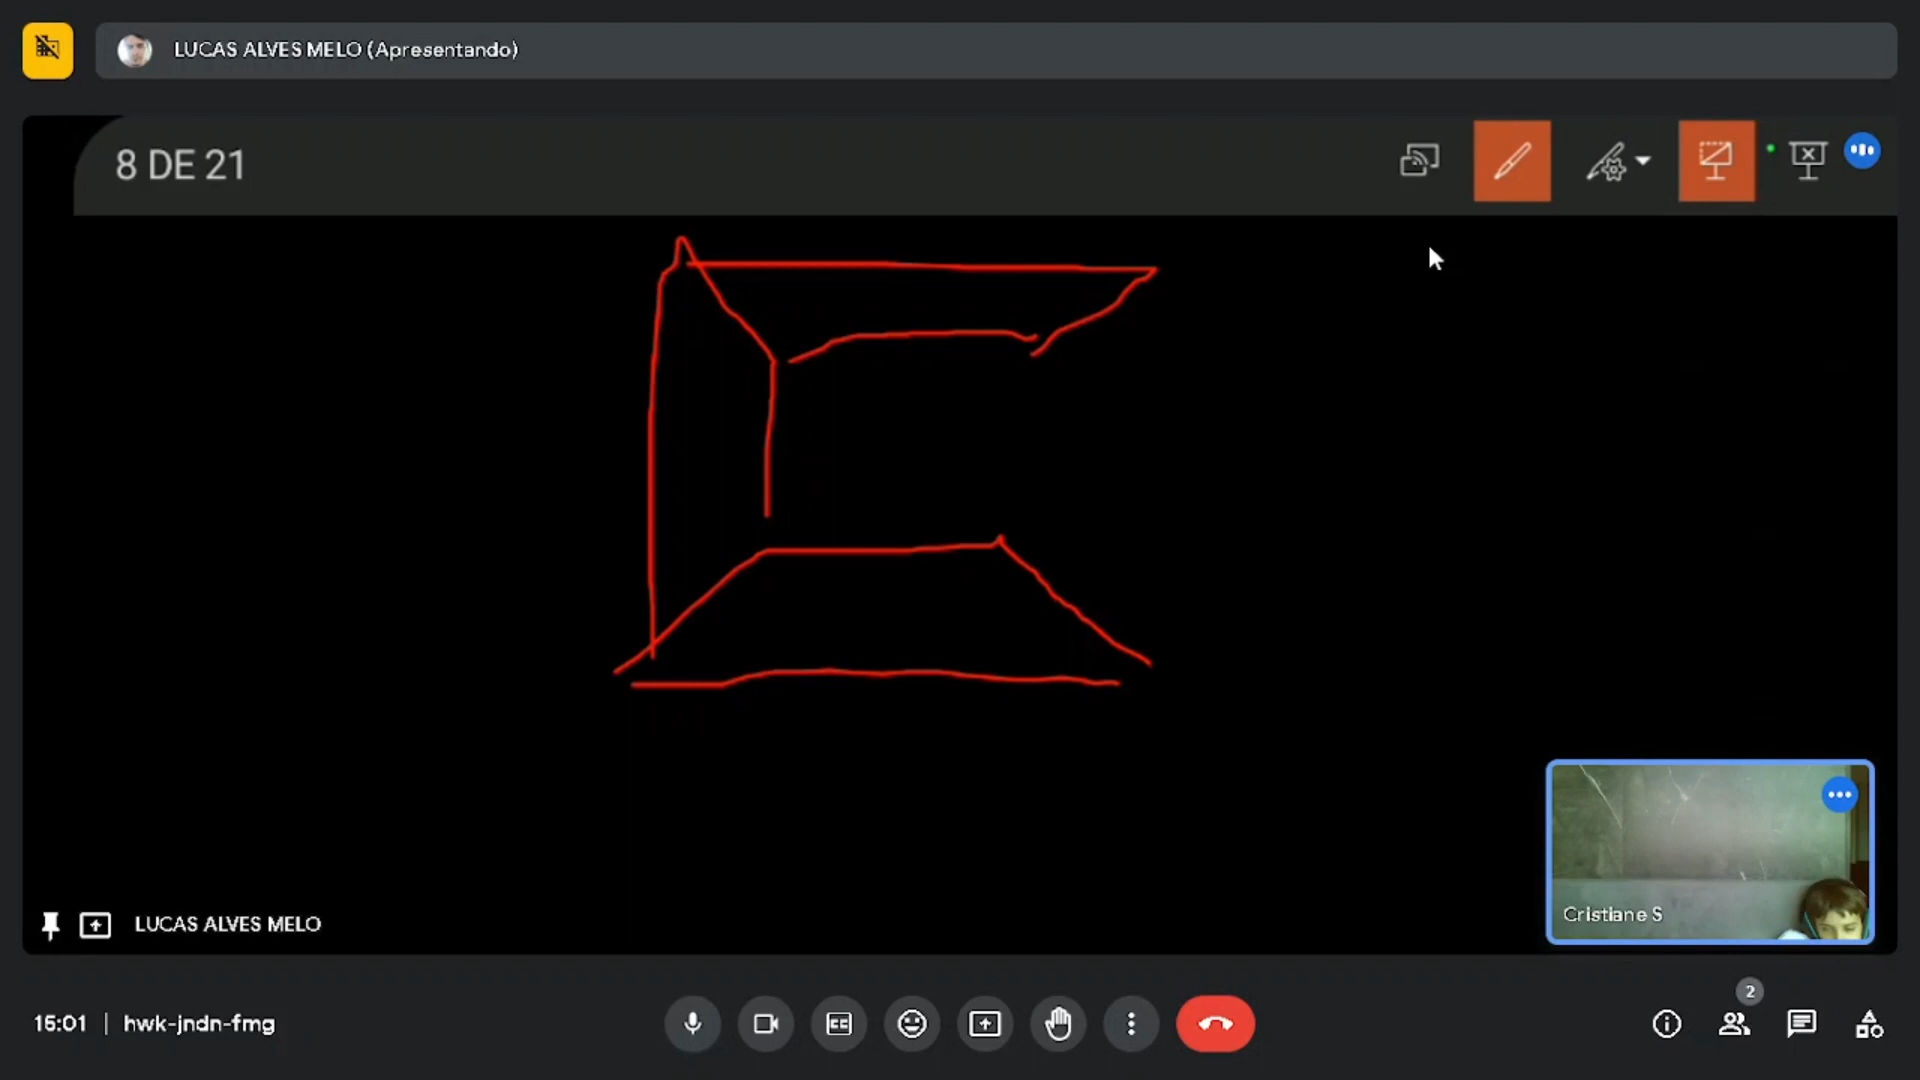 LUCAS ALVES MELO (Apresentando)
8 DE 21
Cristiane S
LUCAS ALVES MELO
2
15:01 | hwk-jndn-fmg